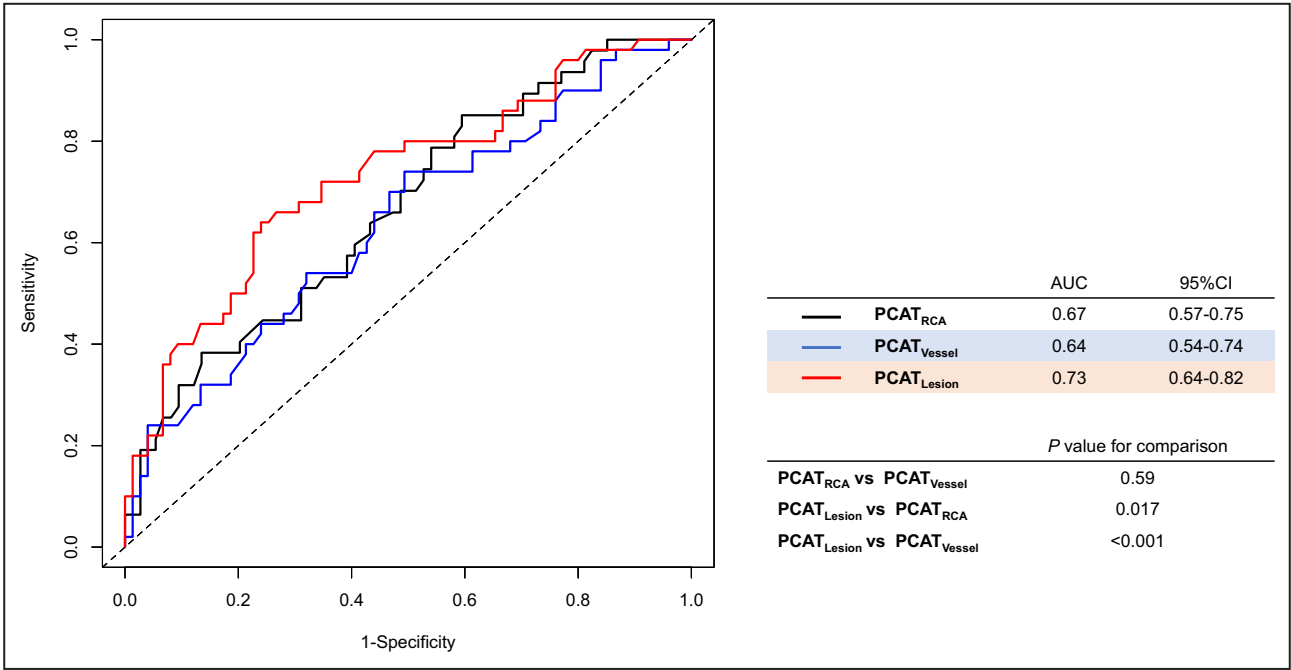 1.0
0.8
0.6
0.4
0.2
0.0
Sensitivity
0.0 0.2 0.4 0.6 0.8 1.0
1-Specificity
AUC 95%CI
PCATRCA 0.67 0.57-0.75
PCATVessel 0.64 0.54-0.74
PCATLesion 0.73 0.64-0.82
P value for comparison
PCATRCA vs PCATVessel 0.59
PCATLesion vs PCATRCA 0.017
PCATLesion vs PCATVessel <0.001